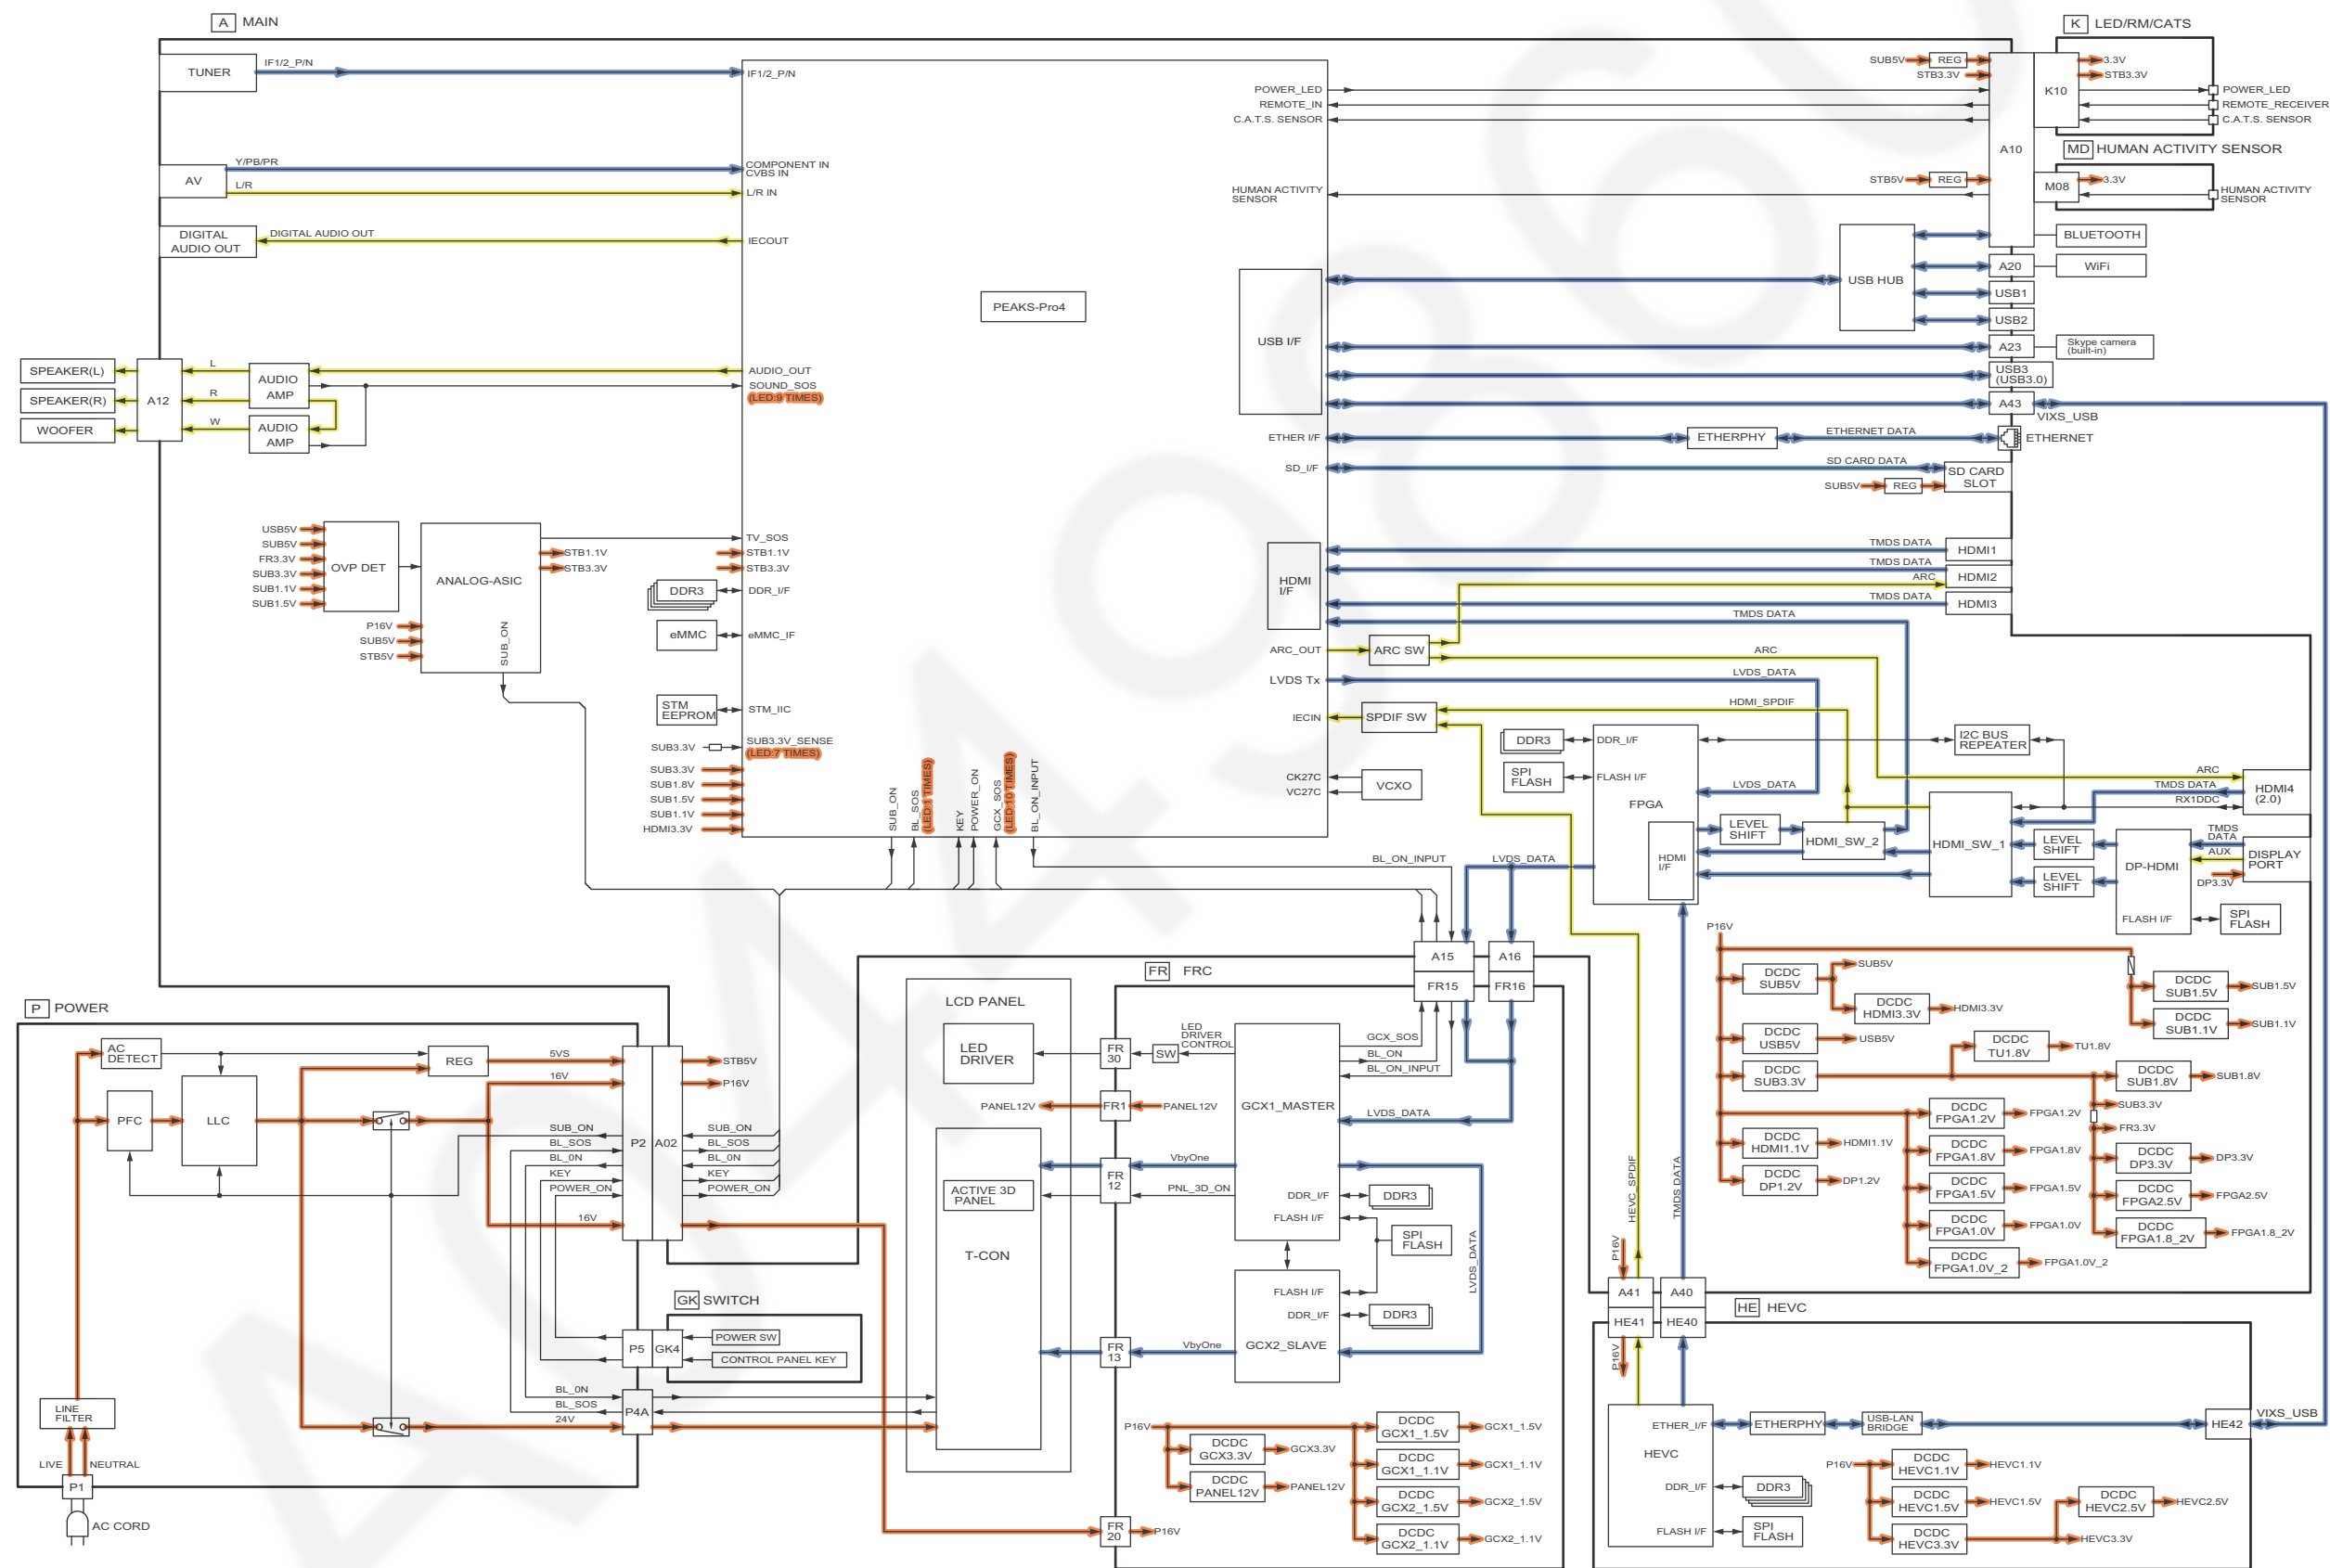 A MAIN
TUNER
IF1/2_P/N
IF1/2_P/N
AV
Y/PB/PR
L/R
COMPONENT IN
CVBS IN
L/R IN
DIGITAL
AUDIO OUT
DIGITAL AUDIO OUT
IECOUT
PEAKS-Pro4
SPEAKER(L)
SPEAKER(R)
WOOFER
A12
L
R
W
AUDIO
AMP
AUDIO
AMP
AUDIO_OUT
SOUND_SOS
(LED:9 TIMES)
USB5V
SUB5V
FR3.3V
SUB3.3V
SUB1.1V
SUB1.5V
OVP DET
P16V
SUB5V
STB5V
ANALOG-ASIC
SUB_ON
STB1.1V
STB3.3V
TV_SOS
STB1.1V
STB3.3V
DDR3
DDR_I/F
eMMC
eMMC_IF
STM
EEPROM
STM_IIC
SUB3.3V
SUB3.3V_SENSE
(LED:7 TIMES)
SUB3.3V
SUB1.8V
SUB1.5V
SUB1.1V
HDMI3.3V
SUB_ON
BL_SOS
(LED:1 TIMES)
KEY
POWER_ON
GCX_SOS
(LED:10 TIMES)
BL_ON_INPUT
POWER_LED
REMOTE_IN
C.A.T.S. SENSOR
HUMAN ACTIVITY
SENSOR
USB I/F
ETHER I/F
SD_I/F
HDMI
I/F
ARC_OUT
LVDS Tx
IECIN
CK27C
VC27C
VCXO
ARC SW
SPDIF SW
K LED/RM/CATS
SUB5V
REG
STB3.3V
A10
K10
3.3V
STB3.3V
POWER_LED
REMOTE_RECEIVER
C.A.T.S. SENSOR
MD HUMAN ACTIVITY SENSOR
STB5V
REG
M08
3.3V
HUMAN ACTIVITY
SENSOR
USB HUB
BLUETOOTH
A20
WiFi
USB1
USB2
A23
Skype camera
(built-in)
USB3
(USB3.0)
A43
VIXS_USB
ETHERPHY
ETHERNET DATA
ETHERNET
SD CARD DATA
SD CARD
SLOT
SUB5V
REG
TMDS DATA
HDMI1
TMDS DATA
ARC
HDMI2
TMDS DATA
HDMI3
TMDS DATA
ARC
LVDS_DATA
HDMI_SPDIF
DDR3
DDR_I/F
SPI
FLASH
FLASH I/F
FPGA
LVDS_DATA
HDMI
I/F
I2C BUS
REPEATER
ARC
TMDS DATA
RX1DDC
HDMI4
(2.0)
LEVEL
SHIFT
HDMI_SW_2
HDMI_SW_1
LEVEL
SHIFT
LEVEL
SHIFT
DP-HDMI
FLASH I/F
TMDS
DATA
AUX
DISPLAY
PORT
DP3.3V
SPI
FLASH
BL_ON_INPUT
LVDS_DATA
A15
A16
FR15
FR16
P16V
DCDC
SUB5V
SUB5V
DCDC
HDMI3.3V
HDMI3.3V
DCDC
SUB1.5V
SUB1.5V
DCDC
SUB1.1V
SUB1.1V
DCDC
USB5V
USB5V
DCDC
TU1.8V
TU1.8V
DCDC
SUB3.3V
DCDC
SUB1.8V
SUB1.8V
SUB3.3V
FR3.3V
DCDC
FPGA1.2V
FPGA1.2V
DCDC
HDMI1.1V
HDMI1.1V
DCDC
FPGA1.8V
FPGA1.8V
DCDC
DP3.3V
DP3.3V
DCDC
DP1.2V
DP1.2V
DCDC
FPGA1.5V
FPGA1.5V
DCDC
FPGA2.5V
FPGA2.5V
DCDC
FPGA1.0V
FPGA1.0V
DCDC
FPGA1.8_2V
FPGA1.8_2V
DCDC
FPGA1.0V_2
FPGA1.0V_2
P POWER
AC
DETECT
PFC
LLC
REG
5VS
16V
SUB_ON
BL_SOS
BL_0N
KEY
POWER_ON
16V
P2
A02
STB5V
P16V
SUB_ON
BL_SOS
BL_0N
KEY
POWER_ON
GK SWITCH
P5
GK4
POWER SW
CONTROL PANEL KEY
BL_0N
BL_SOS
24V
P4A
LINE
FILTER
LIVE
NEUTRAL
P1
AC CORD
LCD PANEL
LED
DRIVER
PANEL12V
ACTIVE 3D
PANEL
T-CON
FR FRC
FR
30
SW
LED
DRIVER
CONTROL
FR1
PANEL12V
FR
12
VbyOne
PNL_3D_ON
FR
13
VbyOne
FR
20
P16V
GCX1_MASTER
GCX_SOS
BL_ON
BL_ON_INPUT
LVDS_DATA
DDR_I/F
DDR3
FLASH I/F
SPI
FLASH
LVDS_DATA
FLASH I/F
DDR_I/F
DDR3
GCX2_SLAVE
P16V
DCDC
GCX3.3V
GCX3.3V
DCDC
PANEL12V
PANEL12V
DCDC
GCX1_1.5V
GCX1_1.5V
DCDC
GCX1_1.1V
GCX1_1.1V
DCDC
GCX2_1.5V
GCX2_1.5V
DCDC
GCX2_1.1V
GCX2_1.1V
HEVC_SPDIF
TMDS DATA
P16V
A41
A40
HE41
HE40
P16V
HE HEVC
ETHER_I/F
HEVC
DDR_I/F
FLASH I/F
ETHERPHY
USB-LAN
BRIDGE
HE42
VIXS_USB
DDR3
SPI
FLASH
P16V
DCDC
HEVC1.1V
HEVC1.1V
DCDC
HEVC1.5V
HEVC1.5V
DCDC
HEVC2.5V
HEVC2.5V
DCDC
HEVC3.3V
HEVC3.3V